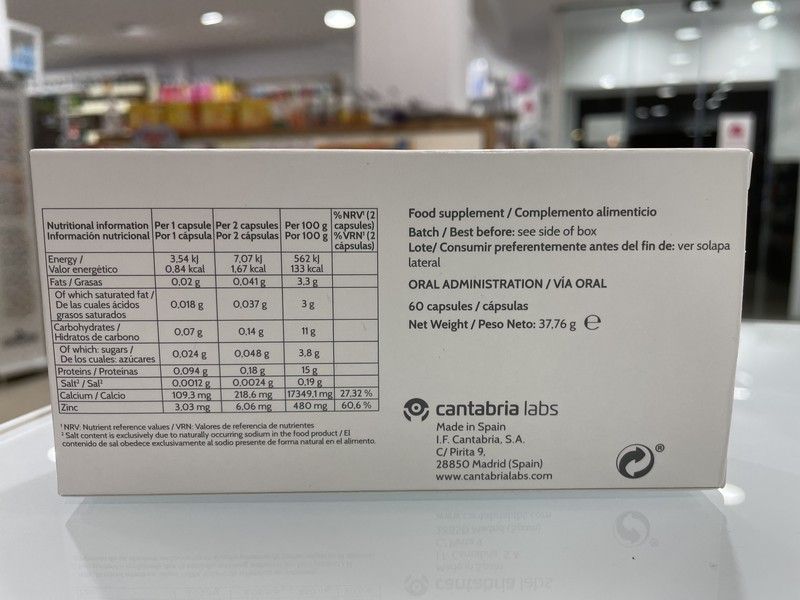 Nutritional information Per 1 capsule Per 2 capsules Per 100 g %NRV¹ (2 capsules)
Información nutricional Por 1 cápsula Por 2 cápsulas Por 100 g %VRN¹ (2 cápsulas)
Energy / 3,54 kJ 7,07 kJ 562 kJ
Valor energético 0,84 kcal 1,67 kcal 133 kcal
Fats / Grasas 0.02 g 0,041 g 3,3 g
Of which saturated fat /
De las cuales ácidos 0,018 g 0,037 g 3 g
grasos saturados
Carbohydrates / 0,07 g 0,14 g 11 g
Hidratos de carbono
Of which: sugars / 0,024 g 0,048 g 3,8 g
De los cuales: azúcares
Proteins / Proteínas 0,094 g 0,18 g 15 g
Salt² / Sal² 0.0012 g 0,0024 g 0,19 g
Calcium / Calcio 109,3 mg 218,6 mg 17349,1 mg 27,32 %
Zinc 3,03 mg 6,06 mg 480 mg 60,6 %
¹ NRV: Nutrient reference values / VRN: Valores de referencia de nutrientes
² Salt content is exclusively due to naturally occurring sodium in the food product / El
contenido de sal obedece exclusivamente al sodio presente de forma natural en el alimento.
Food supplement / Complemento alimenticio
Batch / Best before: see side of box
Lote/ Consumir preferentemente antes del fin de: ver solapa
lateral
ORAL ADMINISTRATION / VÍA ORAL
60 capsules / cápsulas
Net Weight / Peso Neto: 37,76 g ℮
cantabria labs
Made in Spain
I.F. Cantabria, S.A.
C/ Pirita 9,
28850 Madrid (Spain)
www.cantabrialabs.com
®